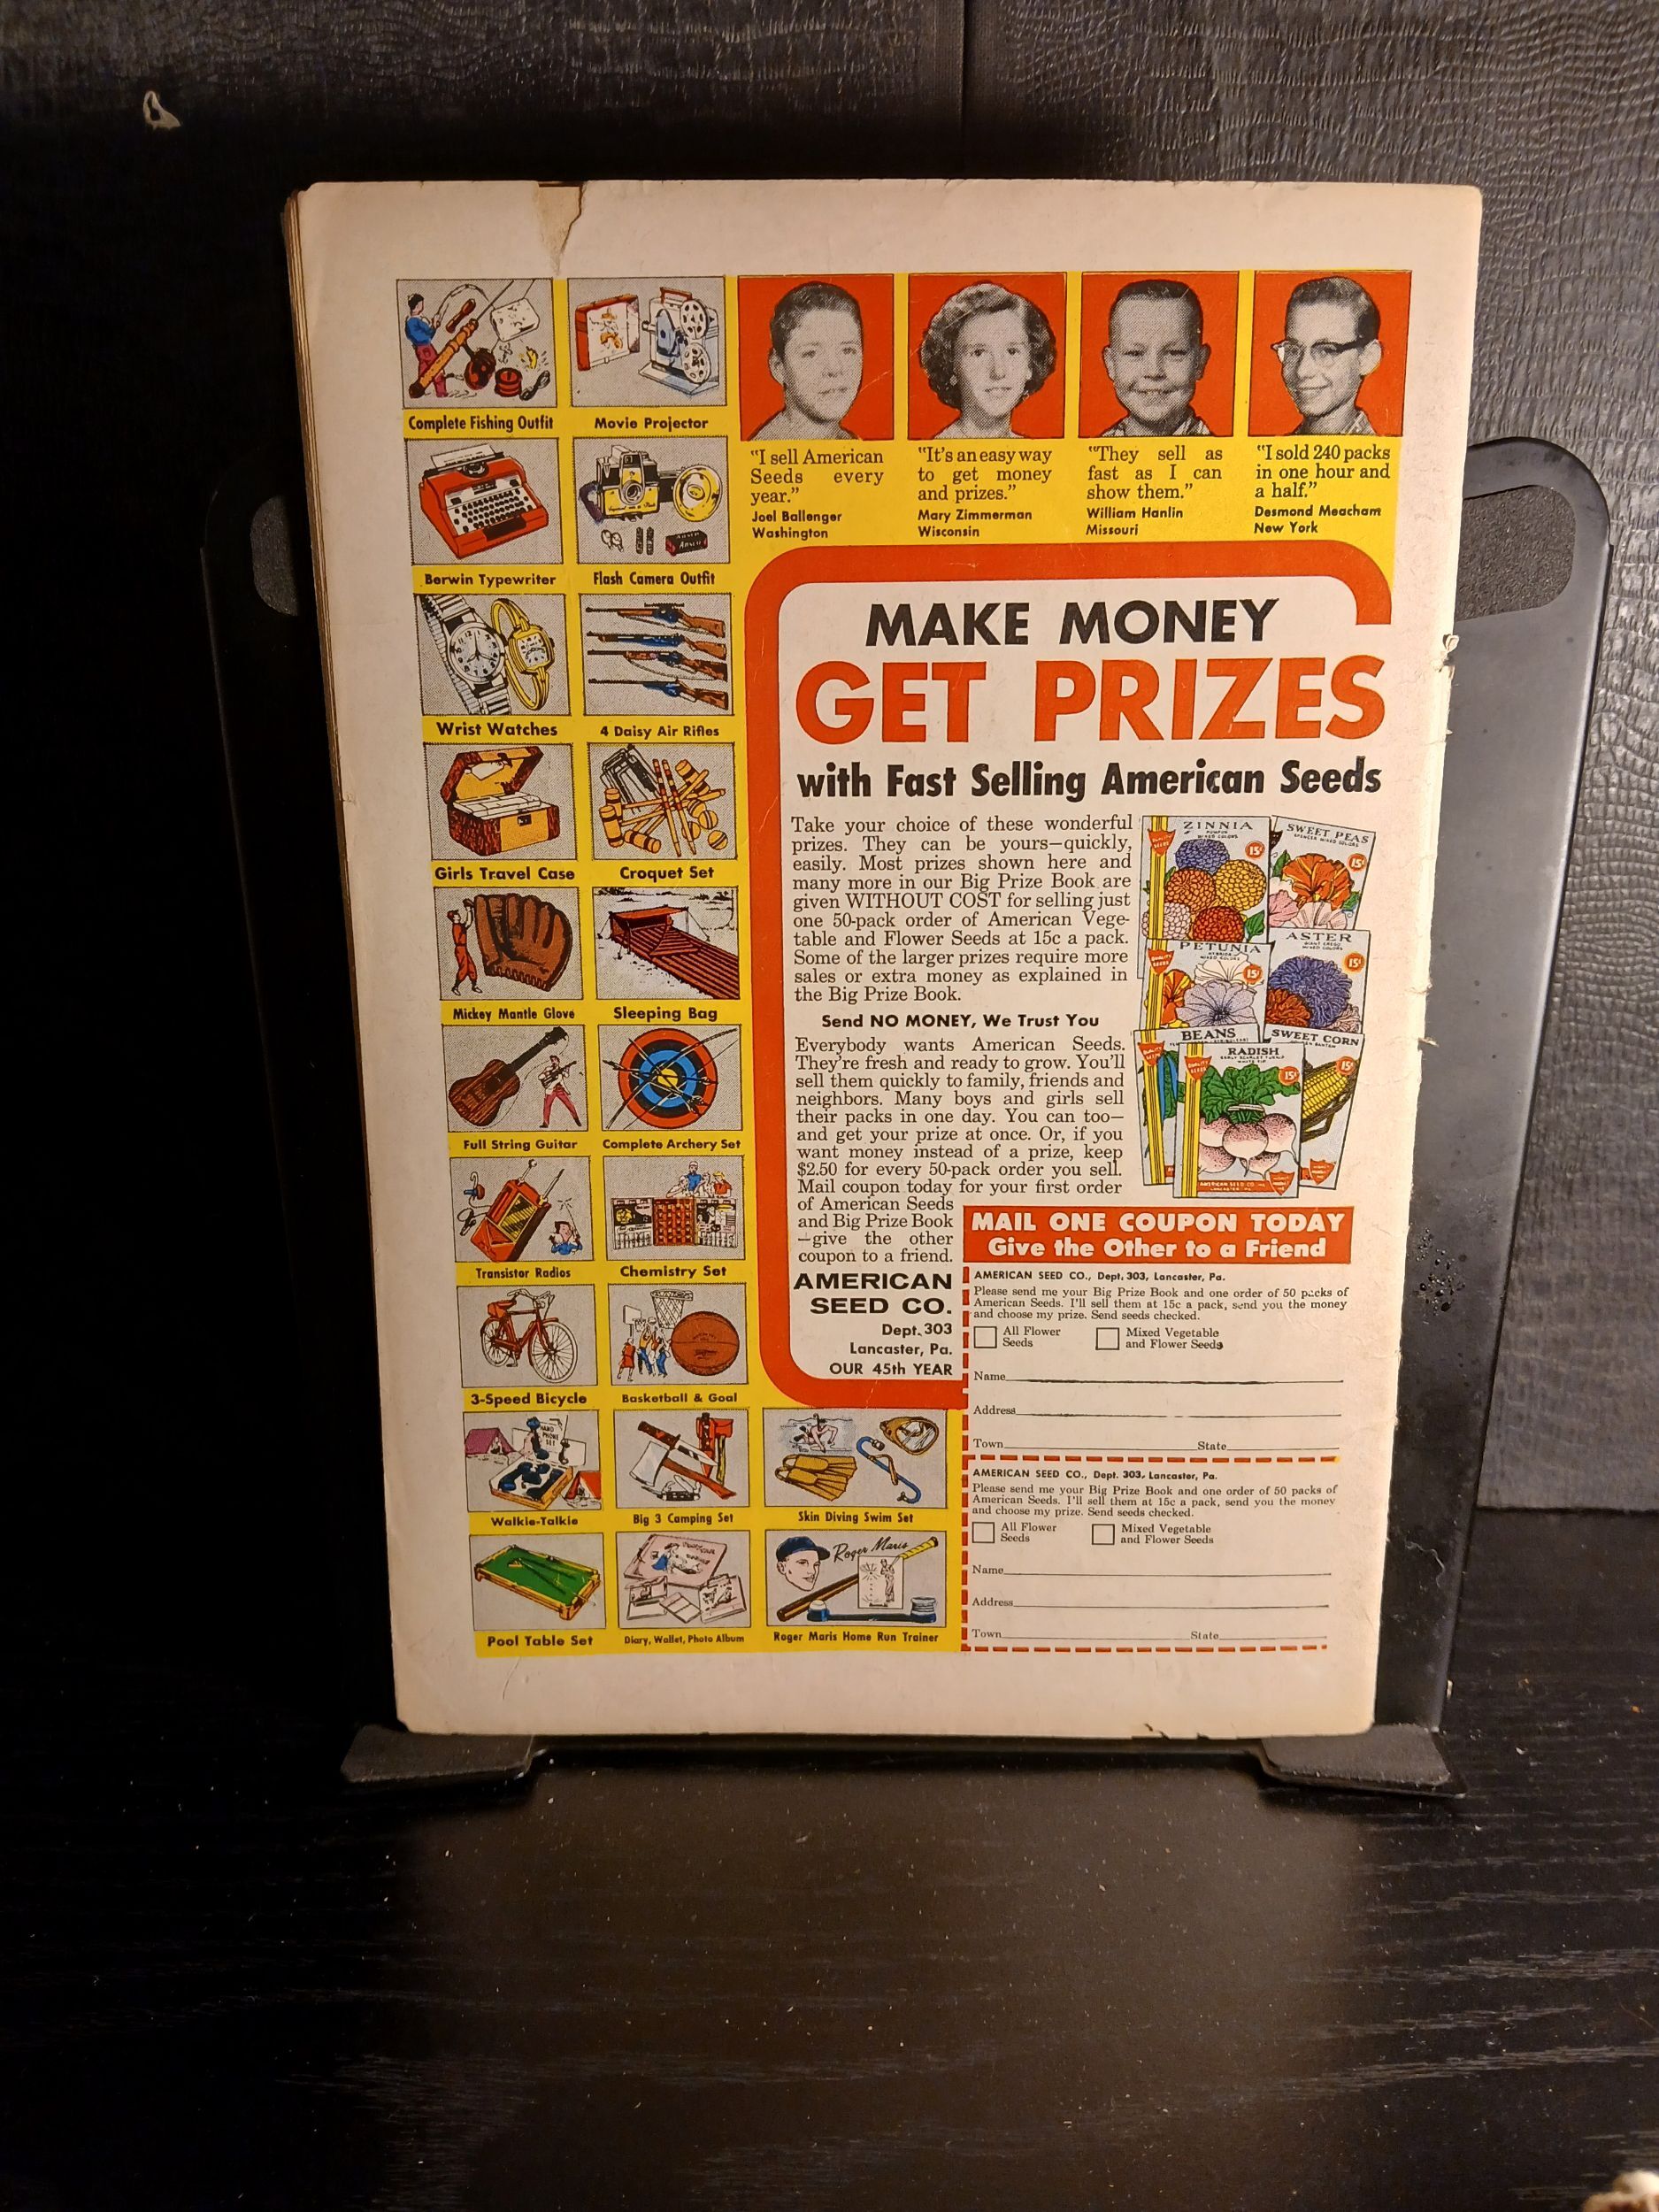 Complete Fishing Outfit
Movie Projector
Berwin Typewriter
Flash Camera Outfit
Wrist Watches
4 Daisy Air Rifles
Girls Travel Case
Croquet Set
Mickey Mantle Glove
Sleeping Bag
Full String Guitar
Complete Archery Set
Transistor Radios
Chemistry Set
3-Speed Bicycle
Basketball & Goal
Walkie-Talkie
Big 3 Camping Set
Skin Diving Swim Set
Pool Table Set
Diary, Wallet, Photo Album
Roger Maris
Roger Maris Home Run Trainer
"I sell American
Seeds every
year."
Joel Ballenger
Washington
"It's an easy way
to get money
and prizes."
Mary Zimmerman
Wisconsin
"They sell as
fast as I can
show them."
William Hanlin
Missouri
"I sold 240 packs
in one hour and
a half."
Desmond Meacham
New York
MAKE MONEY
GET PRIZES
with Fast Selling American Seeds
Take your choice of these wonderful
prizes. They can be yours—quickly,
easily. Most prizes shown here and
many more in our Big Prize Book are
given WITHOUT COST for selling just
one 50-pack order of American Vege-
table and Flower Seeds at 15c a pack.
Some of the larger prizes require more
sales or extra money as explained in
the Big Prize Book.
Send NO MONEY, We Trust You
Everybody wants American Seeds.
They're fresh and ready to grow. You'll
sell them quickly to family, friends and
neighbors. Many boys and girls sell
their packs in one day. You can too—
and get your prize at once. Or, if you
want money instead of a prize, keep
$2.50 for every 50-pack order you sell.
Mail coupon today for your first order
of American Seeds
and Big Prize Book
—give the other
coupon to a friend.
AMERICAN
SEED CO.
Dept. 303
Lancaster, Pa.
OUR 45th YEAR
ZINNIA
MIXED COLORS
15¢
SWEET PEAS
15¢
PETUNIA
15¢
ASTER
MIXED COLORS
15¢
BEANS
SWEET CORN
15¢
RADISH
15¢
AMERICAN SEED CO.
MAIL ONE COUPON TODAY
Give the Other to a Friend
AMERICAN SEED CO., Dept. 303, Lancaster, Pa.
Please send me your Big Prize Book and one order of 50 packs of
American Seeds. I'll sell them at 15c a pack, send you the money
and choose my prize. Send seeds checked.
All Flower
Seeds
Mixed Vegetable
and Flower Seeds
Name
Address
Town State
AMERICAN SEED CO., Dept. 303, Lancaster, Pa.
Please send me your Big Prize Book and one order of 50 packs of
American Seeds. I'll sell them at 15c a pack, send you the money
and choose my prize. Send seeds checked.
All Flower
Seeds
Mixed Vegetable
and Flower Seeds
Name
Address
Town State